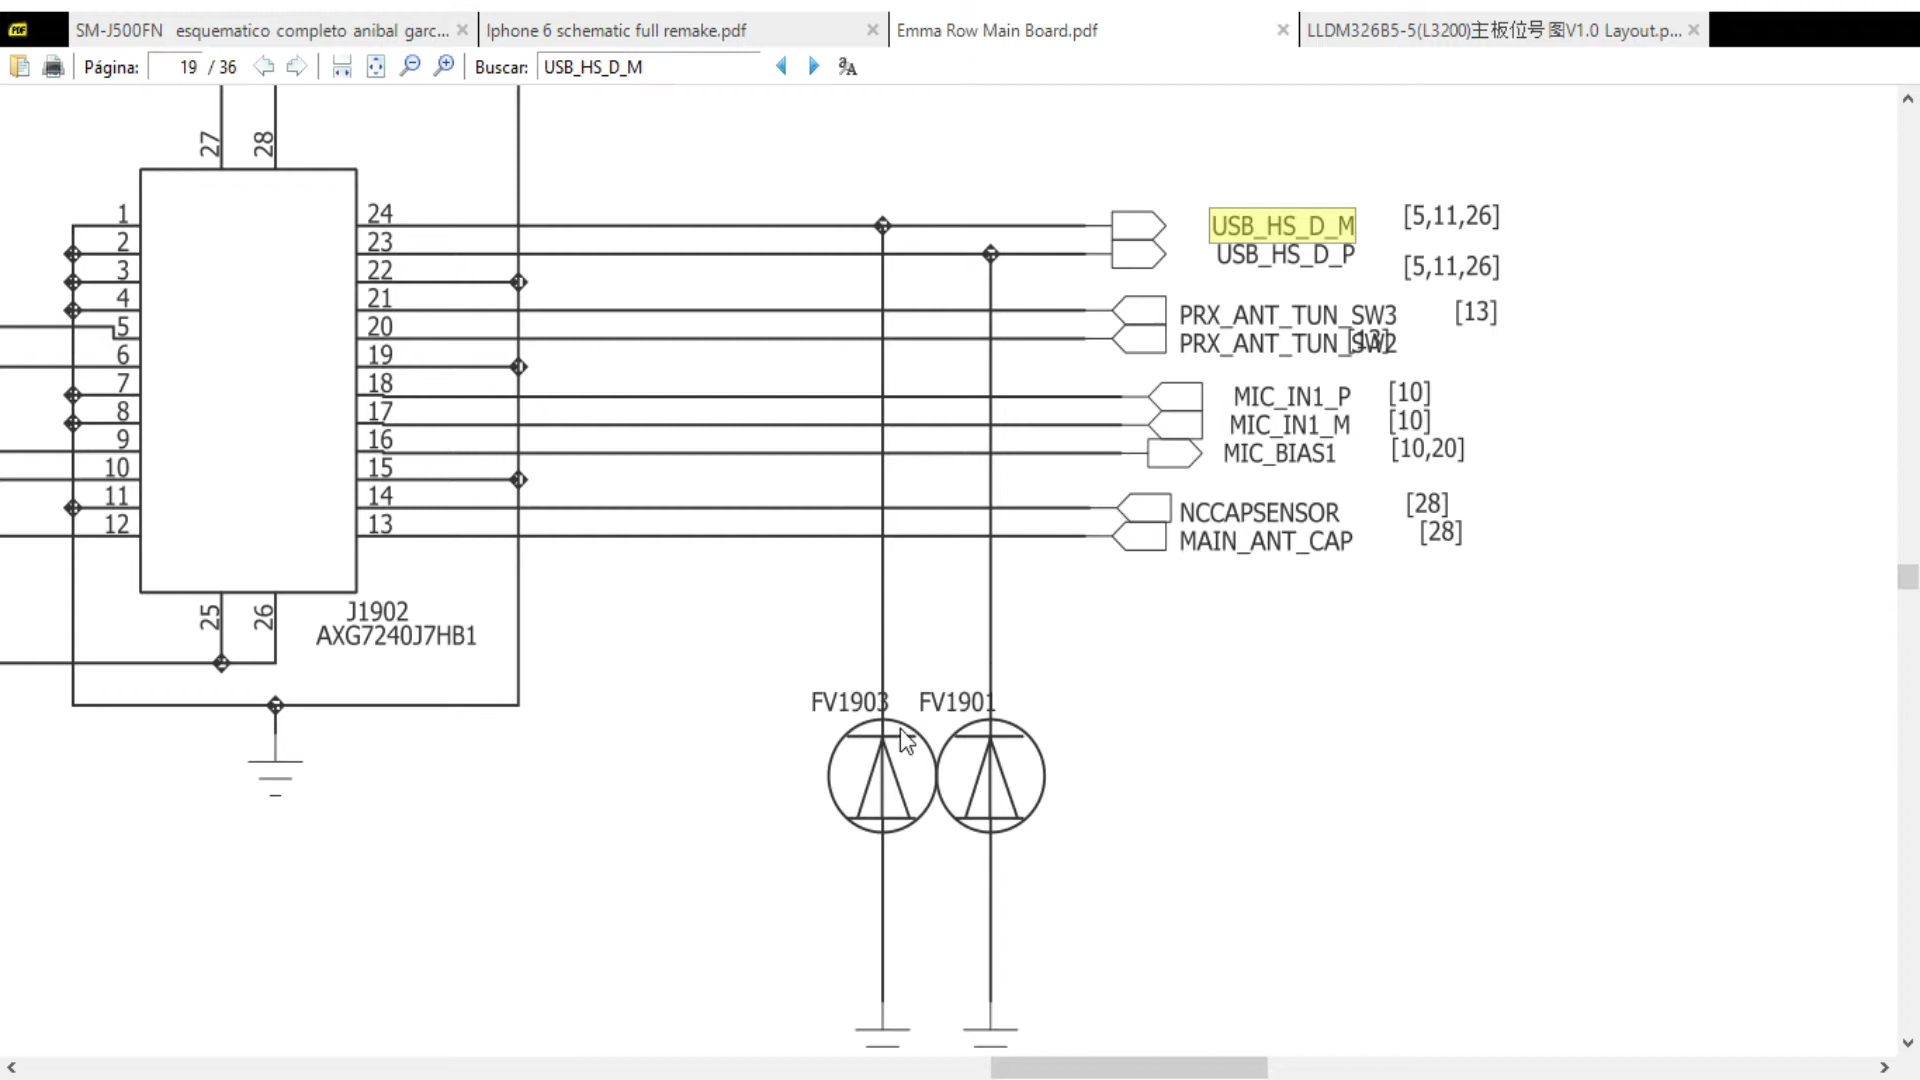 PDF
SM-J500FN esquematico completo anibal garc...
Iphone 6 schematic full remake.pdf
Emma Row Main Board.pdf
LLDM326B5-5(L3200)主板位号图V1.0 Layout.p...
Página: 19 / 36
Buscar: USB_HS_D_M
27 28
1
2
3
4
5
6
7
8
9
10
11
12
24
23
22
21
20
19
18
17
16
15
14
13
25 26
J1902
AXG7240J7HB1
USB_HS_D_M [5,11,26]
USB_HS_D_P [5,11,26]
PRX_ANT_TUN_SW3 [13]
PRX_ANT_TUN_SW2 [13]
MIC_IN1_P [10]
MIC_IN1_M [10]
MIC_BIAS1 [10,20]
NCCAPSENSOR [28]
MAIN_ANT_CAP [28]
FV1903 FV1901